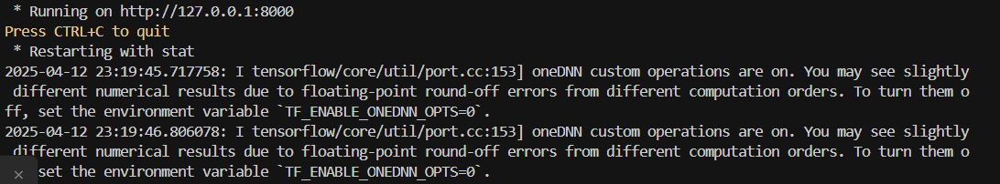 * Running on http://127.0.0.1:8000
Press CTRL+C to quit
 * Restarting with stat
2025-04-12 23:19:45.717758: I tensorflow/core/util/port.cc:153] oneDNN custom operations are on. You may see slightly
 different numerical results due to floating-point round-off errors from different computation orders. To turn them o
ff, set the environment variable `TF_ENABLE_ONEDNN_OPTS=0`.
2025-04-12 23:19:46.806078: I tensorflow/core/util/port.cc:153] oneDNN custom operations are on. You may see slightly
 different numerical results due to floating-point round-off errors from different computation orders. To turn them o
set the environment variable `TF_ENABLE_ONEDNN_OPTS=0`.